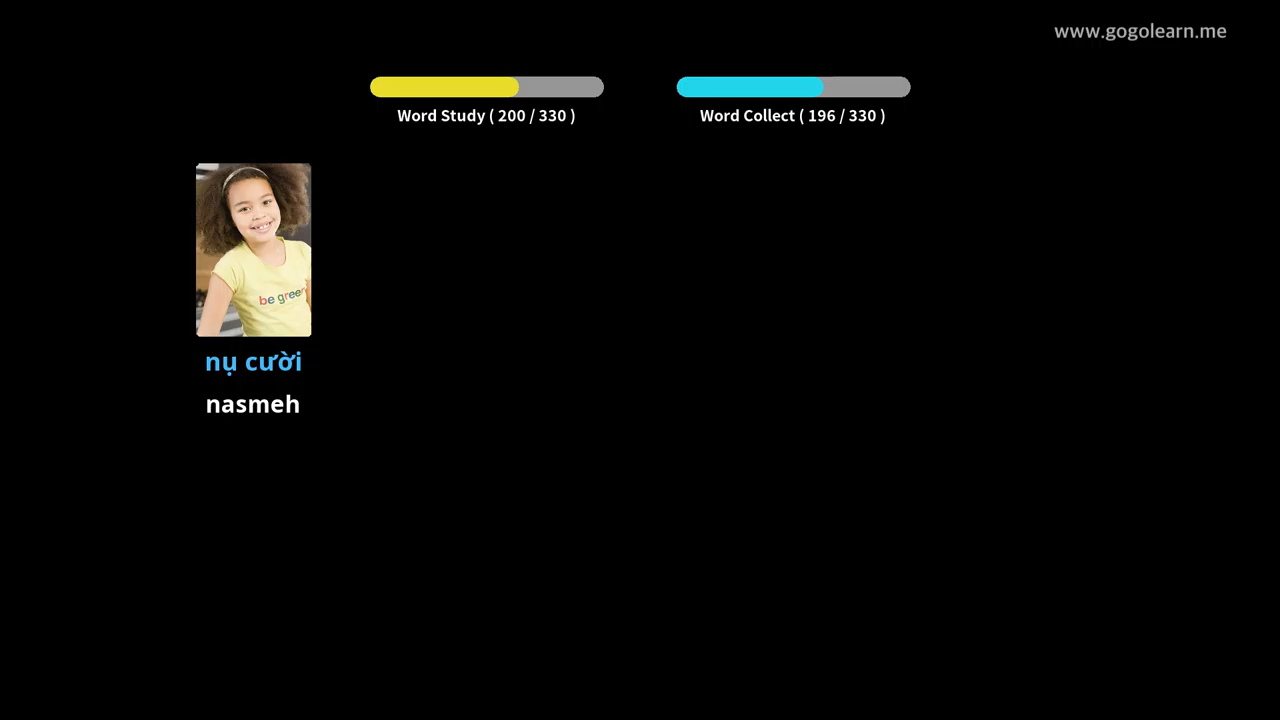 www.gogolearn.me
Word Study ( 200 / 330 )
Word Collect ( 196 / 330 )
be green
nụ cười
nasmeh